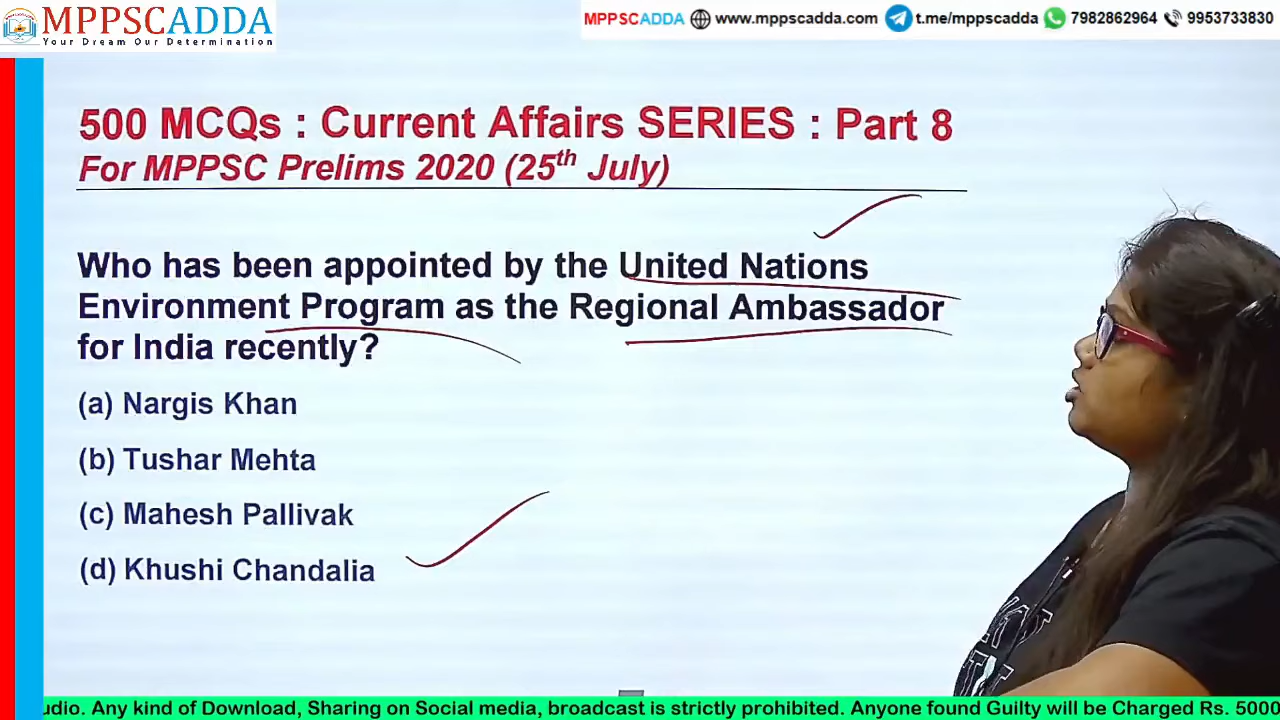 MPPSCADDA
Your Dream Our Determination
MPPSCADDA www.mppscadda.com t.me/mppscadda 7982862964 9953733830
500 MCQs : Current Affairs SERIES : Part 8
For MPPSC Prelims 2020 (25th July)
Who has been appointed by the United Nations
Environment Program as the Regional Ambassador
for India recently?
(a) Nargis Khan
(b) Tushar Mehta
(c) Mahesh Pallivak
(d) Khushi Chandalia
udio. Any kind of Download, Sharing on Social media, broadcast is strictly prohibited. Anyone found Guilty will be Charged Rs. 5000